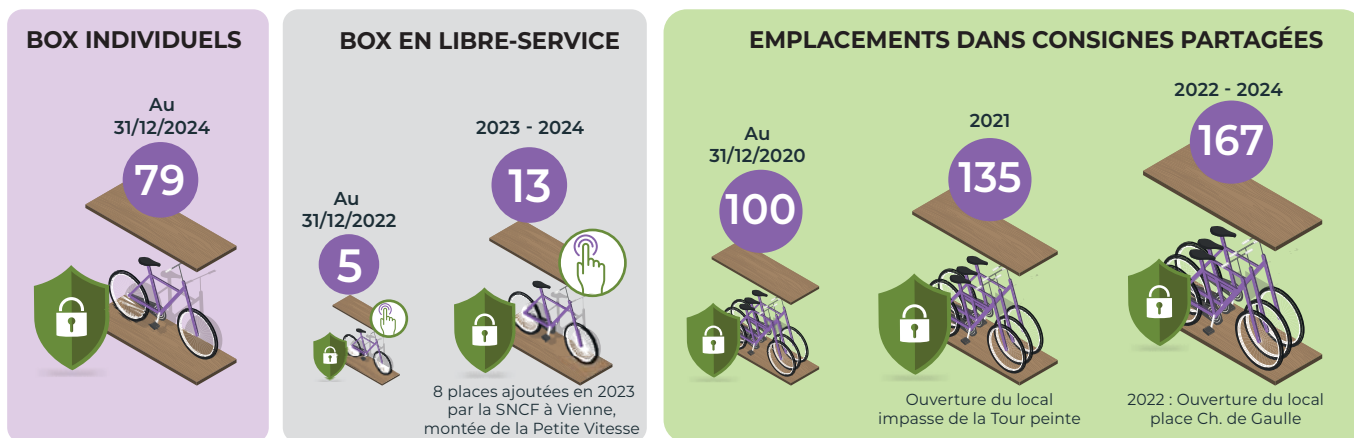 BOX INDIVIDUELS
Au
31/12/2024
79
BOX EN LIBRE-SERVICE
Au
31/12/2022
5
2023 - 2024
13
8 places ajoutées en 2023
par la SNCF à Vienne,
montée de la Petite Vitesse
EMPLACEMENTS DANS CONSIGNES PARTAGÉES
Au
31/12/2020
100
2021
135
Ouverture du local
impasse de la Tour peinte
2022 - 2024
167
2022 : Ouverture du local
place Ch. de Gaulle